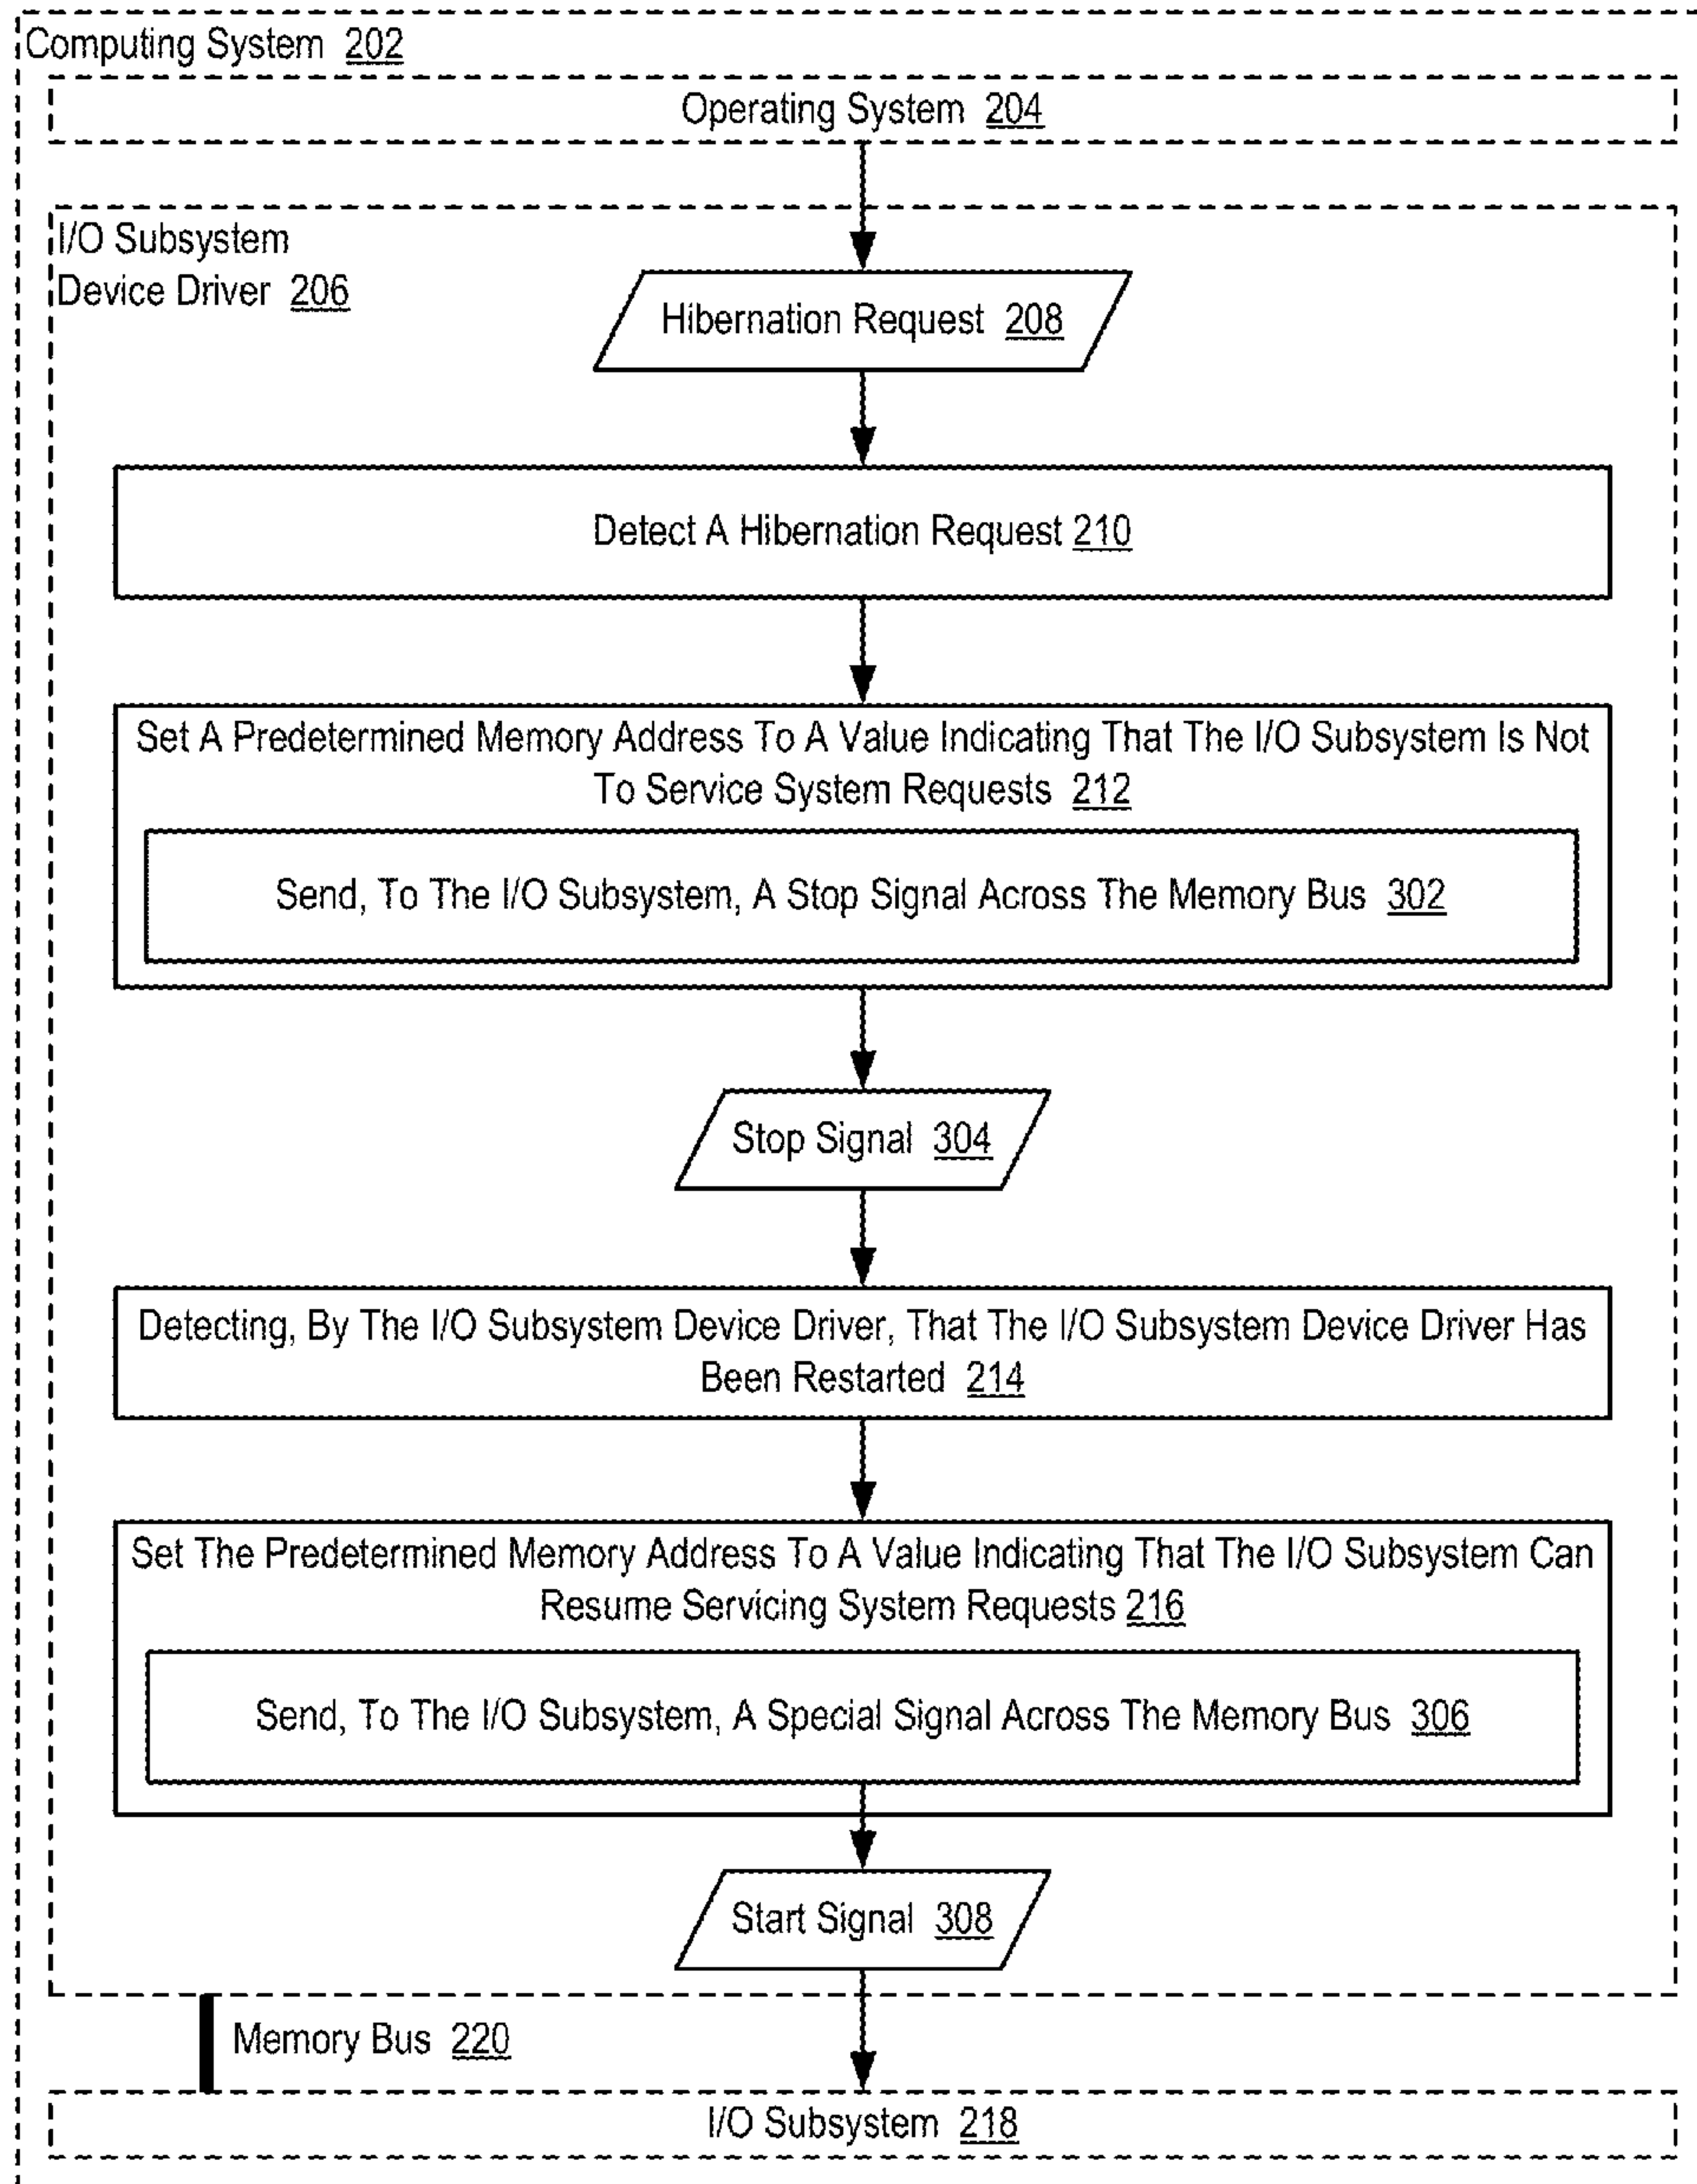 Computing System 202
Operating System 204
I/O Subsystem
Device Driver 206
Hibernation Request 208
Detect A Hibernation Request 210
Set A Predetermined Memory Address To A Value Indicating That The I/O Subsystem Is Not
To Service System Requests 212
Send, To The I/O Subsystem, A Stop Signal Across The Memory Bus 302
Stop Signal 304
Detecting, By The I/O Subsystem Device Driver, That The I/O Subsystem Device Driver Has
Been Restarted 214
Set The Predetermined Memory Address To A Value Indicating That The I/O Subsystem Can
Resume Servicing System Requests 216
Send, To The I/O Subsystem, A Special Signal Across The Memory Bus 306
Start Signal 308
Memory Bus 220
I/O Subsystem 218